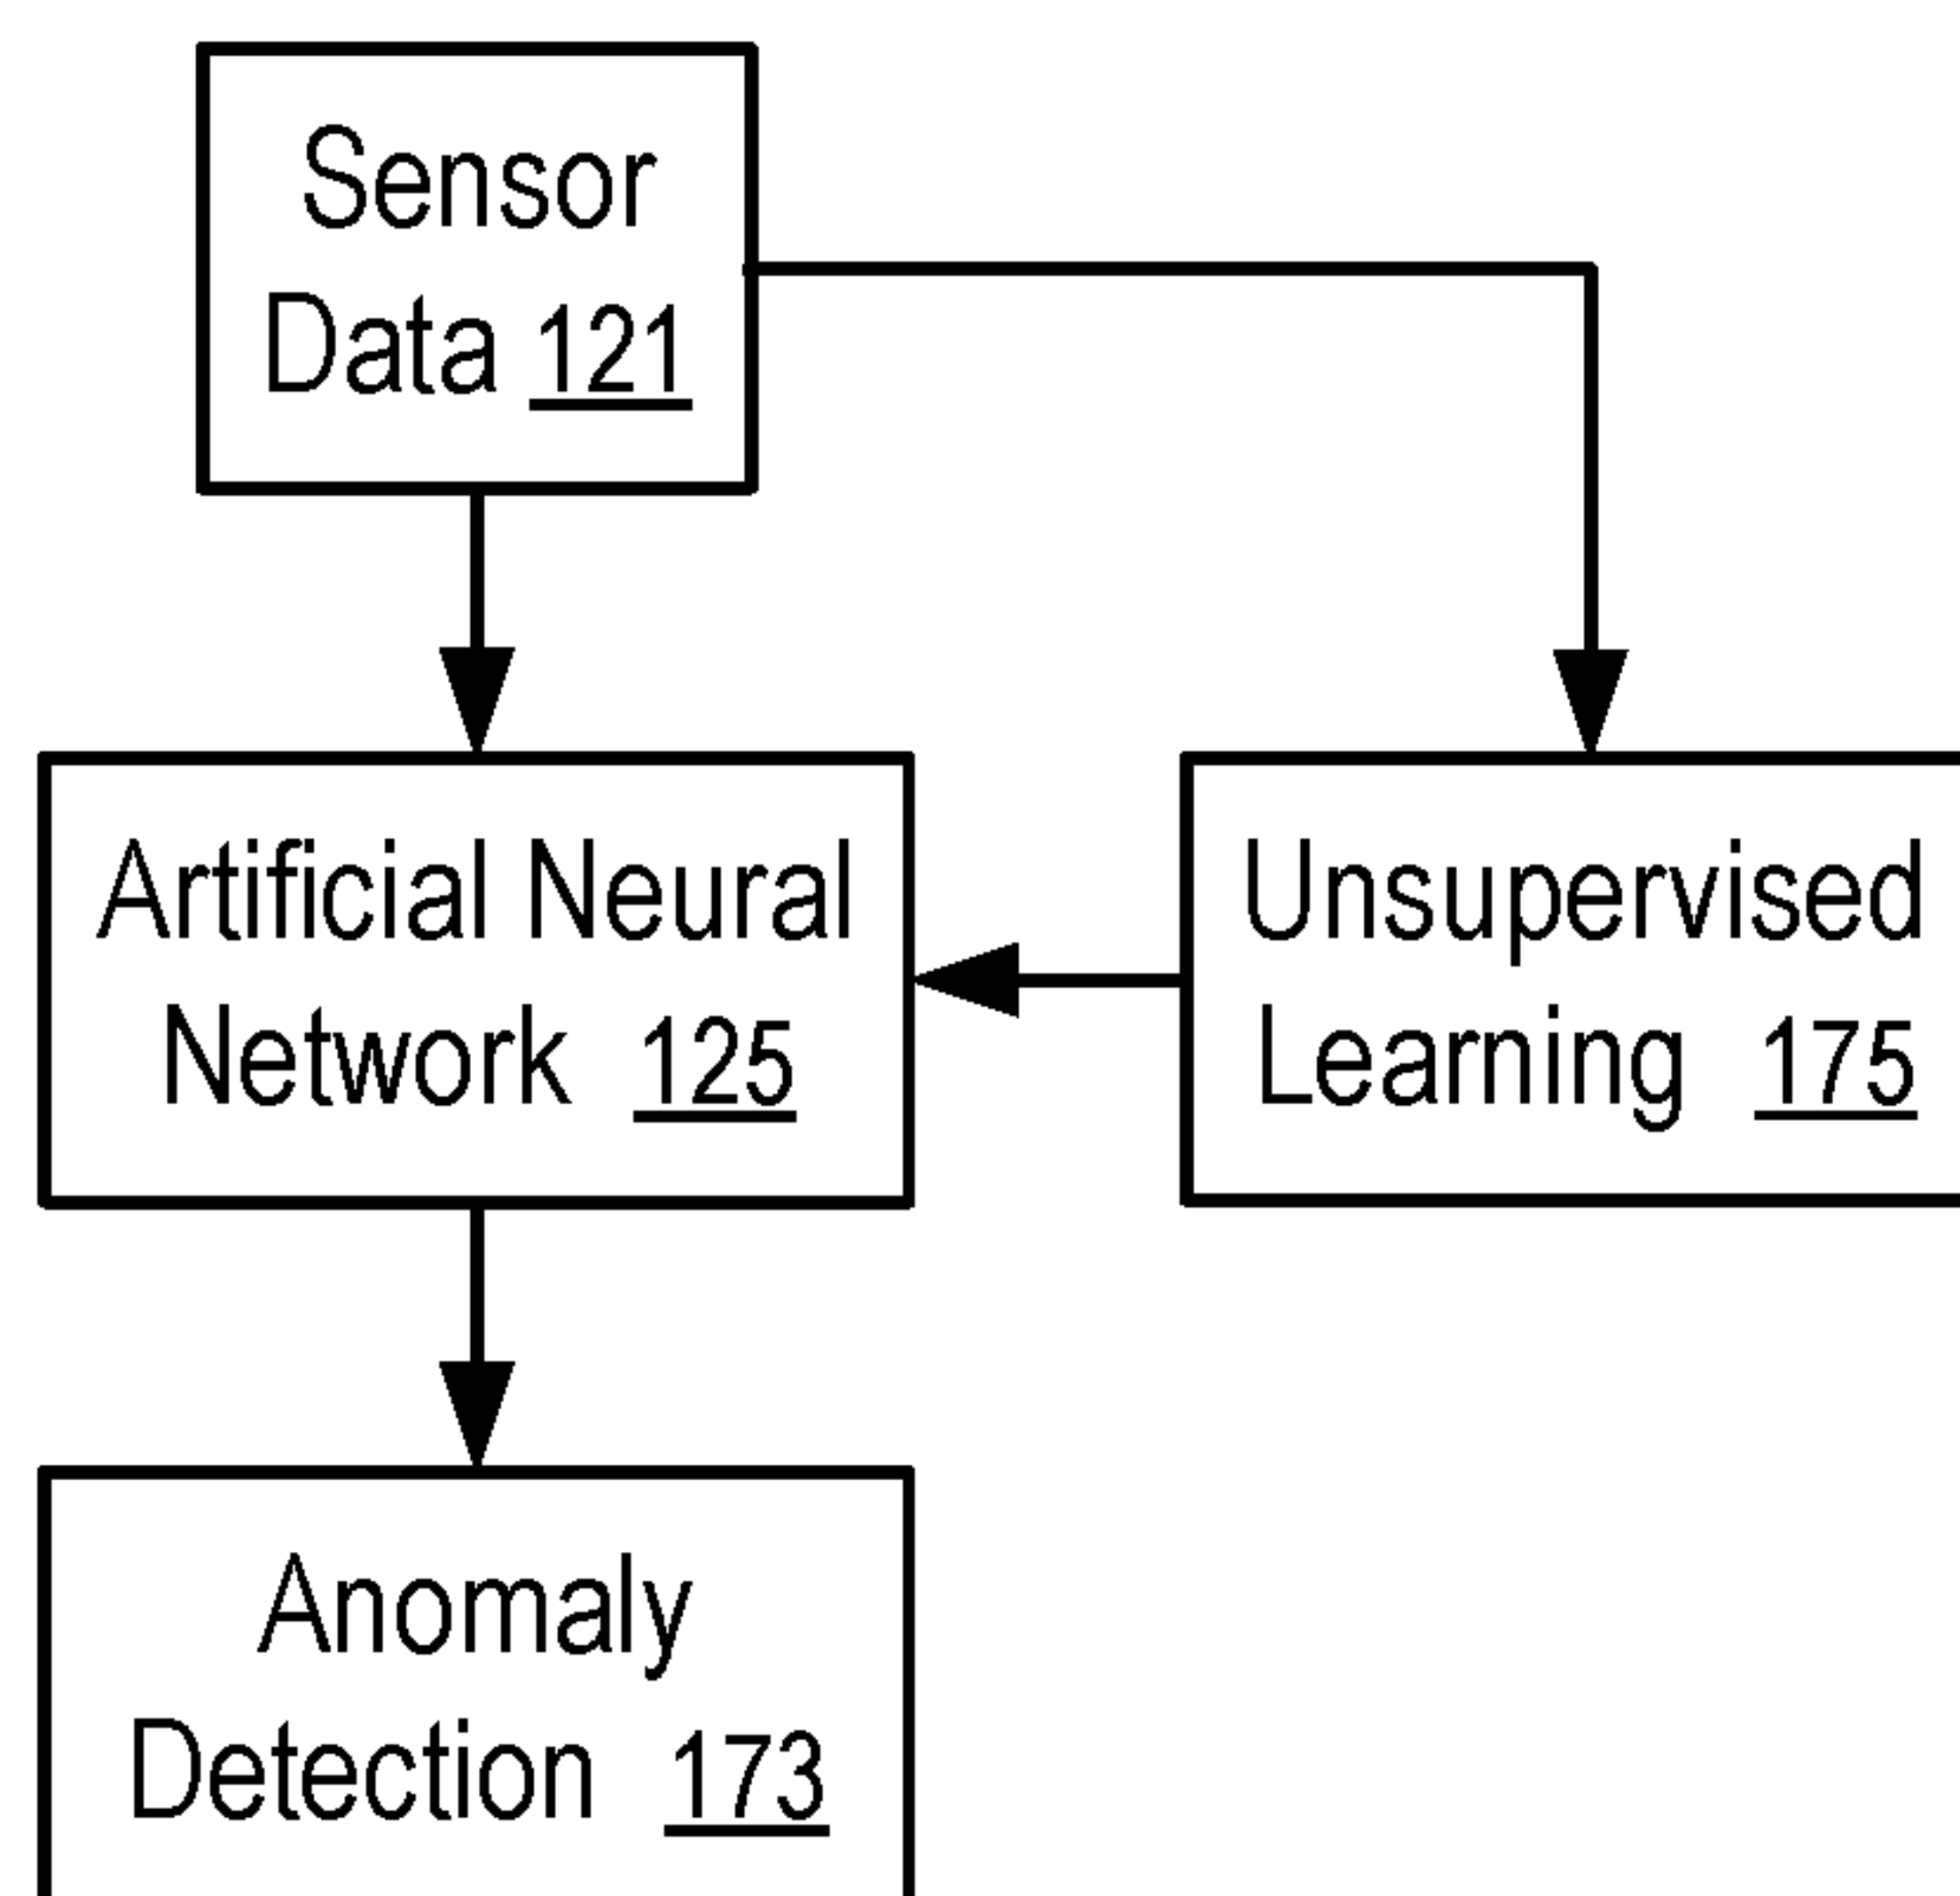 Sensor
Data 121
Artificial Neural
Network 125
Unsupervised
Learning 175
Anomaly
Detection 173